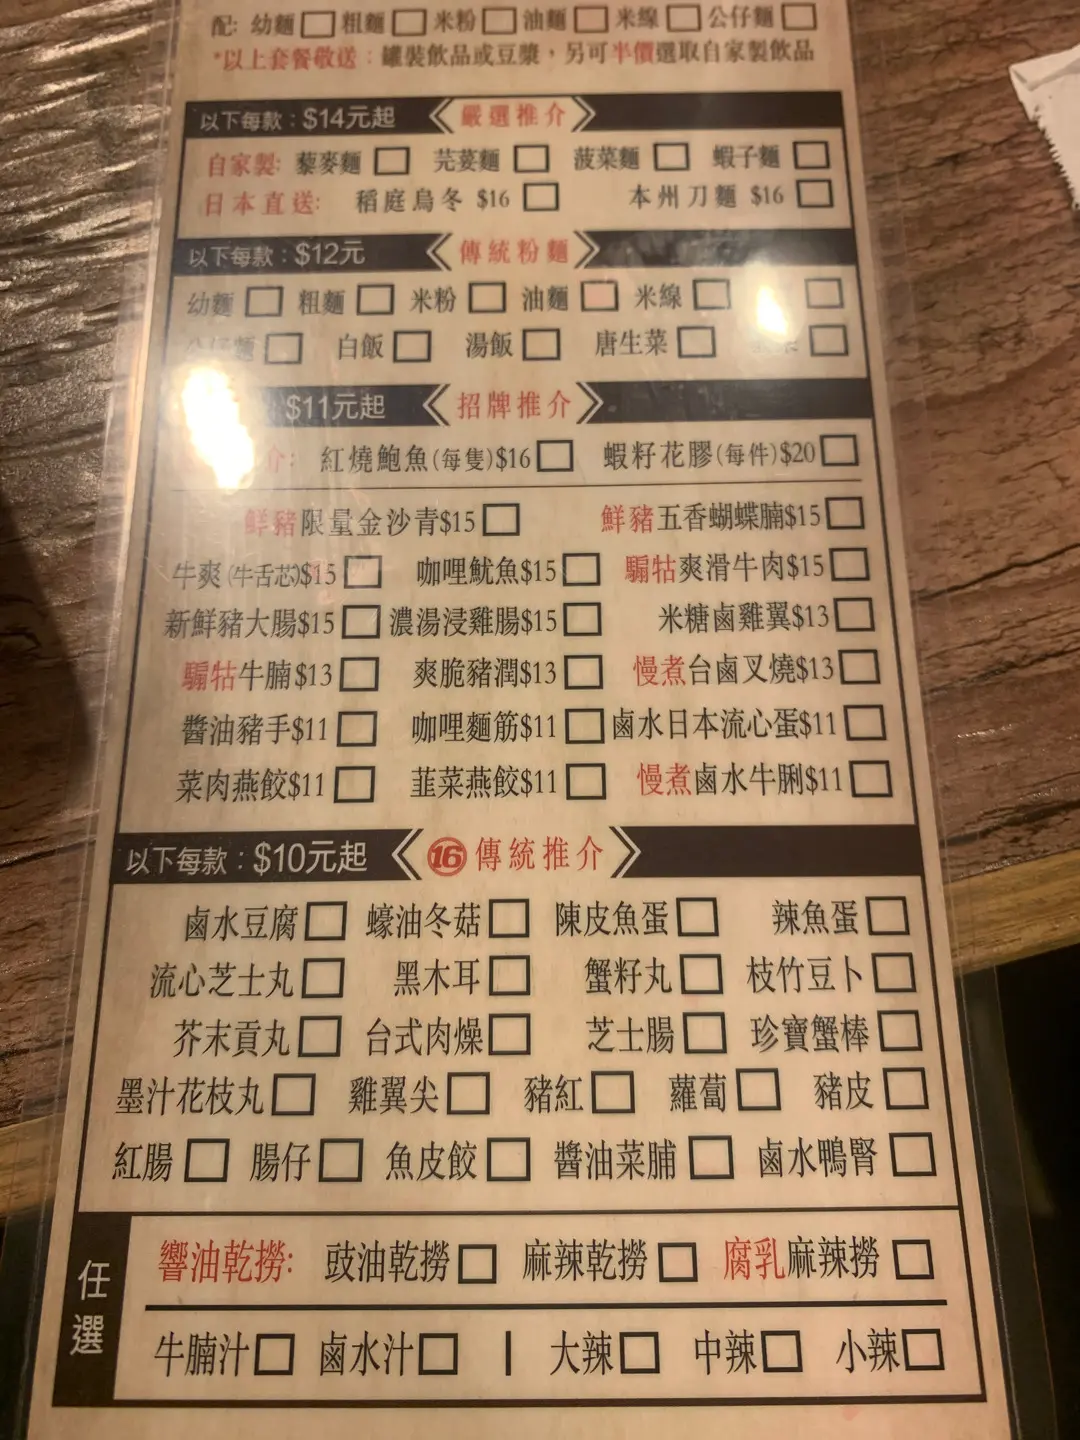 配: 幼麵 粗麵 米粉 油麵 米線 公仔麵
*以上套餐敬送：罐裝飲品或豆漿，另可半價選取自家製飲品
以下每款：$14元起 嚴選推介
自家製: 藜麥麵 芫荽麵 菠菜麵 蝦子麵
日本直送: 稻庭烏冬 $16 本州刀麵 $16
以下每款：$12元 傳統粉麵
幼麵 粗麵 米粉 油麵 米線
公仔麵 白飯 湯飯 唐生菜
$11元起 招牌推介
介: 紅燒鮑魚(每隻)$16 蝦籽花膠(每件)$20
鮮豬限量金沙青$15 鮮豬五香蝴蝶腩$15
牛爽(牛舌芯)$15 咖哩魷魚$15 騸牯爽滑牛肉$15
新鮮豬大腸$15 濃湯浸雞腸$15 米糖鹵雞翼$13
騸牯牛腩$13 爽脆豬潤$13 慢煮台鹵叉燒$13
醬油豬手$11 咖哩麵筋$11 鹵水日本流心蛋$11
菜肉燕餃$11 韮菜燕餃$11 慢煮鹵水牛脷$11
以下每款：$10元起 16 傳統推介
鹵水豆腐 蠔油冬菇 陳皮魚蛋 辣魚蛋
流心芝士丸 黑木耳 蟹籽丸 枝竹豆卜
芥末貢丸 台式肉燥 芝士腸 珍寶蟹棒
墨汁花枝丸 雞翼尖 豬紅 蘿蔔 豬皮
紅腸 腸仔 魚皮餃 醬油菜脯 鹵水鴨腎
任選
響油乾撈: 豉油乾撈 麻辣乾撈 腐乳麻辣撈
牛腩汁 鹵水汁 | 大辣 中辣 小辣